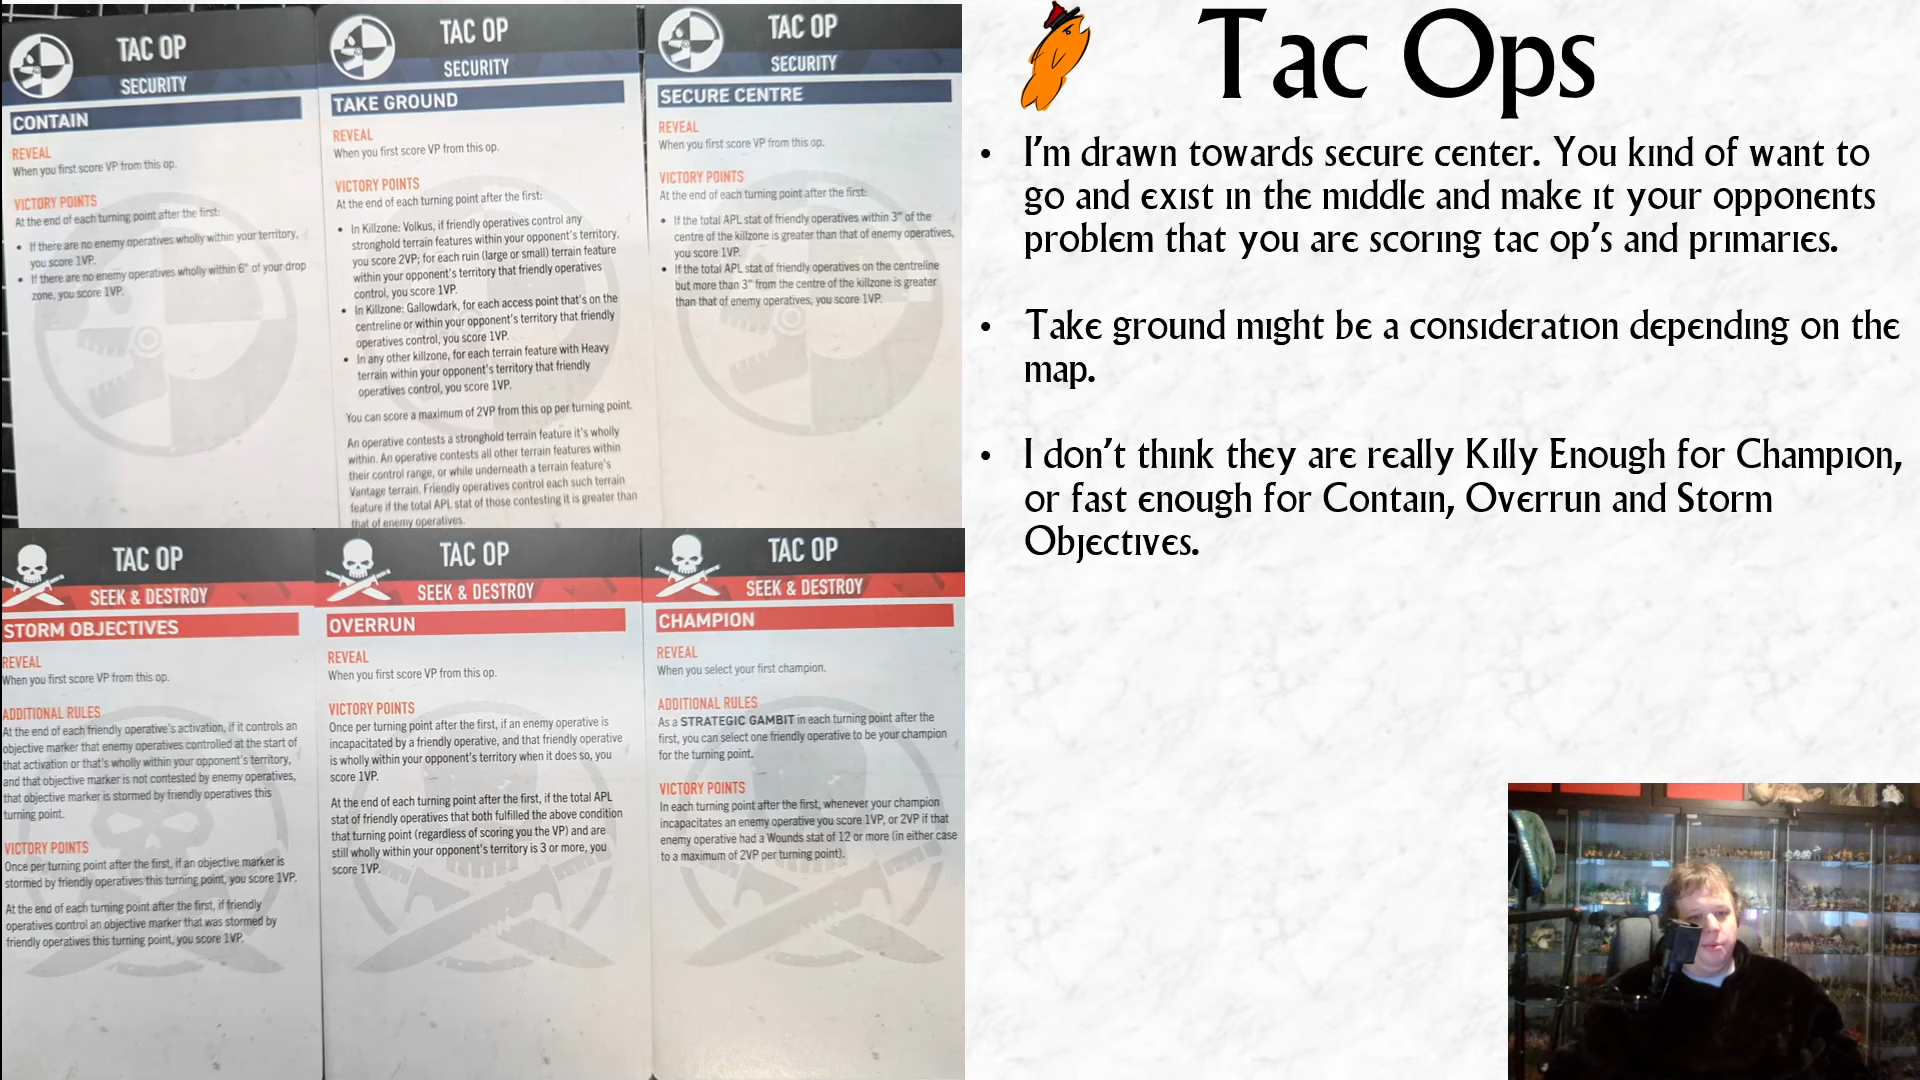 TAC OP
SECURITY
CONTAIN
REVEAL
When you first score VP from this op.
VICTORY POINTS
At the end of each turning point after the first:
• If there are no enemy operatives wholly within your territory,
you score 1VP.
• If there are no enemy operatives wholly within 6" of your drop
zone, you score 1VP.
TAC OP
SECURITY
TAKE GROUND
REVEAL
When you first score VP from this op.
VICTORY POINTS
At the end of each turning point after the first:
• In Killzone: Volkus, if friendly operatives control any
stronghold terrain features within your opponent's territory,
you score 2VP; for each ruin (large or small) terrain feature
within your opponent's territory that friendly operatives
control, you score 1VP.
• In Killzone: Gallowdark, for each access point that's on the
centreline or within your opponent's territory that friendly
operatives control, you score 1VP.
• In any other killzone, for each terrain feature with Heavy
terrain within your opponent's territory that friendly
operatives control, you score 1VP.
You can score a maximum of 2VP from this op per turning point.
An operative contests a stronghold terrain feature it's wholly
within. An operative contests all other terrain features within
their control range, or while underneath a terrain feature's
Vantage terrain. Friendly operatives control each such terrain
feature if the total APL stat of those contesting it is greater than
that of enemy operatives.
TAC OP
SECURITY
SECURE CENTRE
REVEAL
When you first score VP from this op.
VICTORY POINTS
At the end of each turning point after the first:
• If the total APL stat of friendly operatives within 3" of the
centre of the killzone is greater than that of enemy operatives,
you score 1VP.
• If the total APL stat of friendly operatives on the centreline
but more than 3" from the centre of the killzone is greater
than that of enemy operatives, you score 1VP.
TAC OP
SEEK & DESTROY
STORM OBJECTIVES
REVEAL
When you first score VP from this op.
ADDITIONAL RULES
At the end of each friendly operative's activation, if it controls an
objective marker that enemy operatives controlled at the start of
that activation or that's wholly within your opponent's territory,
and that objective marker is not contested by enemy operatives,
that objective marker is stormed by friendly operatives this
turning point.
VICTORY POINTS
Once per turning point after the first, if an objective marker is
stormed by friendly operatives this turning point, you score 1VP.
At the end of each turning point after the first, if friendly
operatives control an objective marker that was stormed by
friendly operatives this turning point, you score 1VP.
TAC OP
SEEK & DESTROY
OVERRUN
REVEAL
When you first score VP from this op.
VICTORY POINTS
Once per turning point after the first, if an enemy operative is
incapacitated by a friendly operative, and that friendly operative
is wholly within your opponent's territory when it does so, you
score 1VP.
At the end of each turning point after the first, if the total APL
stat of friendly operatives that both fulfilled the above condition
that turning point (regardless of scoring you the VP) and are
still wholly within your opponent's territory is 3 or more, you
score 1VP.
TAC OP
SEEK & DESTROY
CHAMPION
REVEAL
When you select your first champion.
ADDITIONAL RULES
As a STRATEGIC GAMBIT in each turning point after the
first, you can select one friendly operative to be your champion
for the turning point.
VICTORY POINTS
In each turning point after the first, whenever your champion
incapacitates an enemy operative you score 1VP, or 2VP if that
enemy operative had a Wounds stat of 12 or more (in either case
to a maximum of 2VP per turning point).
Tac Ops
• I'm drawn towards secure center. You kind of want to
go and exist in the middle and make it your opponents
problem that you are scoring tac op's and primaries.
• Take ground might be a consideration depending on the
map.
• I don't think they are really Killy Enough for Champion,
or fast enough for Contain, Overrun and Storm
Objectives.